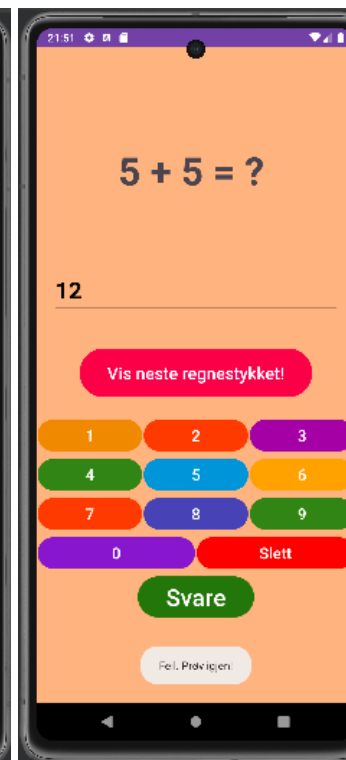 21:51
5 + 5 = ?
12
Vis neste regnestykket!
1 2 3
4 5 6
7 8 9
0 Slett
Svare
Feil. Prøv igjen!